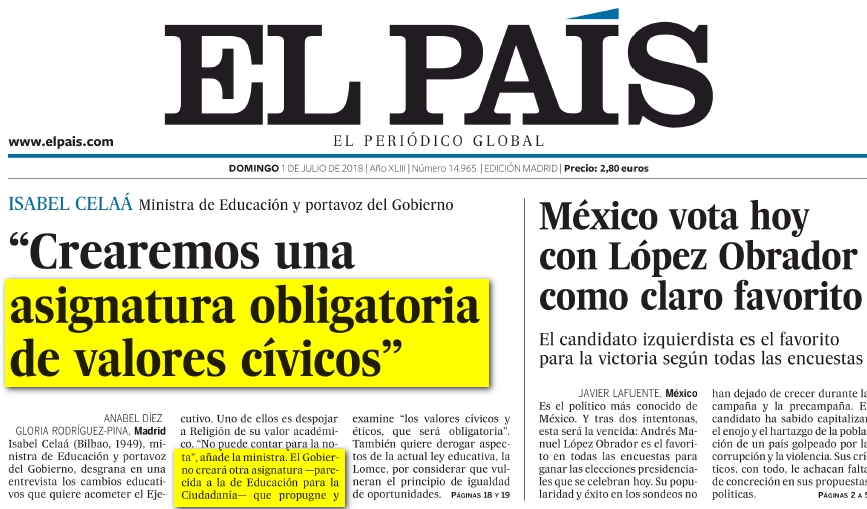 EL PAÍS
www.elpais.com
EL PERIÓDICO GLOBAL
DOMINGO 1 DE JULIO DE 2018 | Año XLIII | Número 14.965 | EDICIÓN MADRID | Precio: 2,80 euros
ISABEL CELAÁ Ministra de Educación y portavoz del Gobierno
“Crearemos una
asignatura obligatoria
de valores cívicos”
ANABEL DÍEZ
GLORIA RODRÍGUEZ-PINA, Madrid
Isabel Celaá (Bilbao, 1949), mi-
nistra de Educación y portavoz
del Gobierno, desgrana en una
entrevista los cambios educati-
vos que quiere acometer el Eje-
cutivo. Uno de ellos es despojar
a Religión de su valor académi-
co. “No puede contar para la no-
ta”, añade la ministra. El Gobier-
no creará otra asignatura —pare-
cida a la de Educación para la
Ciudadanía— que propugne y
examine “los valores cívicos y
éticos, que será obligatoria”.
También quiere derogar aspec-
tos de la actual ley educativa, la
Lomce, por considerar que vul-
neran el principio de igualdad
de oportunidades. PÁGINAS 18 Y 19
México vota hoy
con López Obrador
como claro favorito
El candidato izquierdista es el favorito
para la victoria según todas las encuestas
JAVIER LAFUENTE, México
Es el político más conocido de
México. Y tras dos intentonas,
esta será la vencida: Andrés Ma-
nuel López Obrador es el favori-
to en todas las encuestas para
ganar las elecciones presidencia-
les que se celebran hoy. Su popu-
laridad y éxito en los sondeos no
han dejado de crecer durante la
campaña y la precampaña. El
candidato ha sabido capitalizar
el enojo y el hartazgo de la pobla-
ción de un país golpeado por la
corrupción y la violencia. Sus crí-
ticos, con todo, le achacan falta
de concreción en sus propuestas
políticas. PÁGINAS 2 A 5